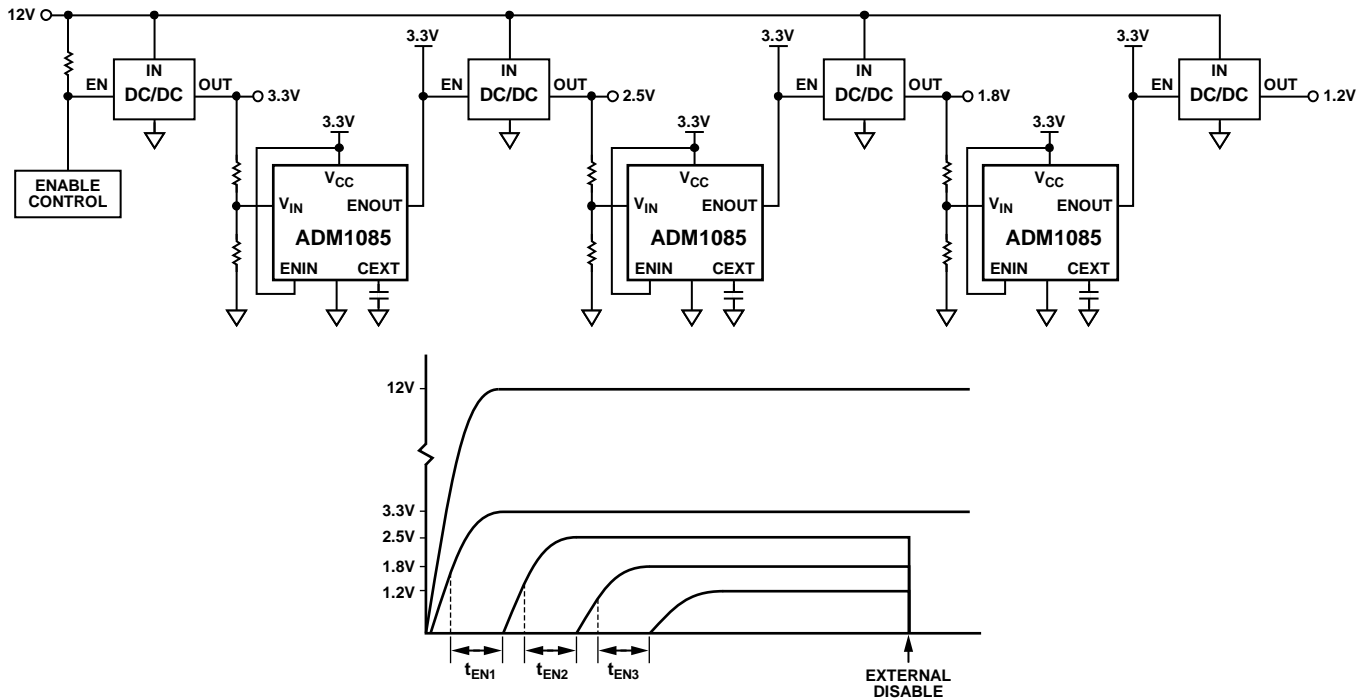 12V
3.3V
3.3V
3.3V
IN
IN
IN
IN
EN
DC/DC
OUT
3.3V
EN
DC/DC
OUT
2.5V
EN
DC/DC
OUT
1.8V
EN
DC/DC
OUT
1.2V
ENABLE
CONTROL
3.3V
VCC
VIN
ENOUT
ADM1085
ENIN
CEXT
3.3V
VCC
VIN
ENOUT
ADM1085
ENIN
CEXT
3.3V
VCC
VIN
ENOUT
ADM1085
ENIN
CEXT
12V
3.3V
2.5V
1.8V
1.2V
tEN1
tEN2
tEN3
EXTERNAL
DISABLE